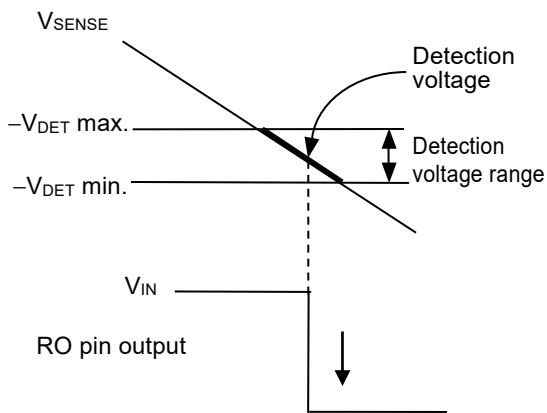 VSENSE
Detection
voltage
–VDET max.
Detection
voltage range
–VDET min.
VIN
RO pin output